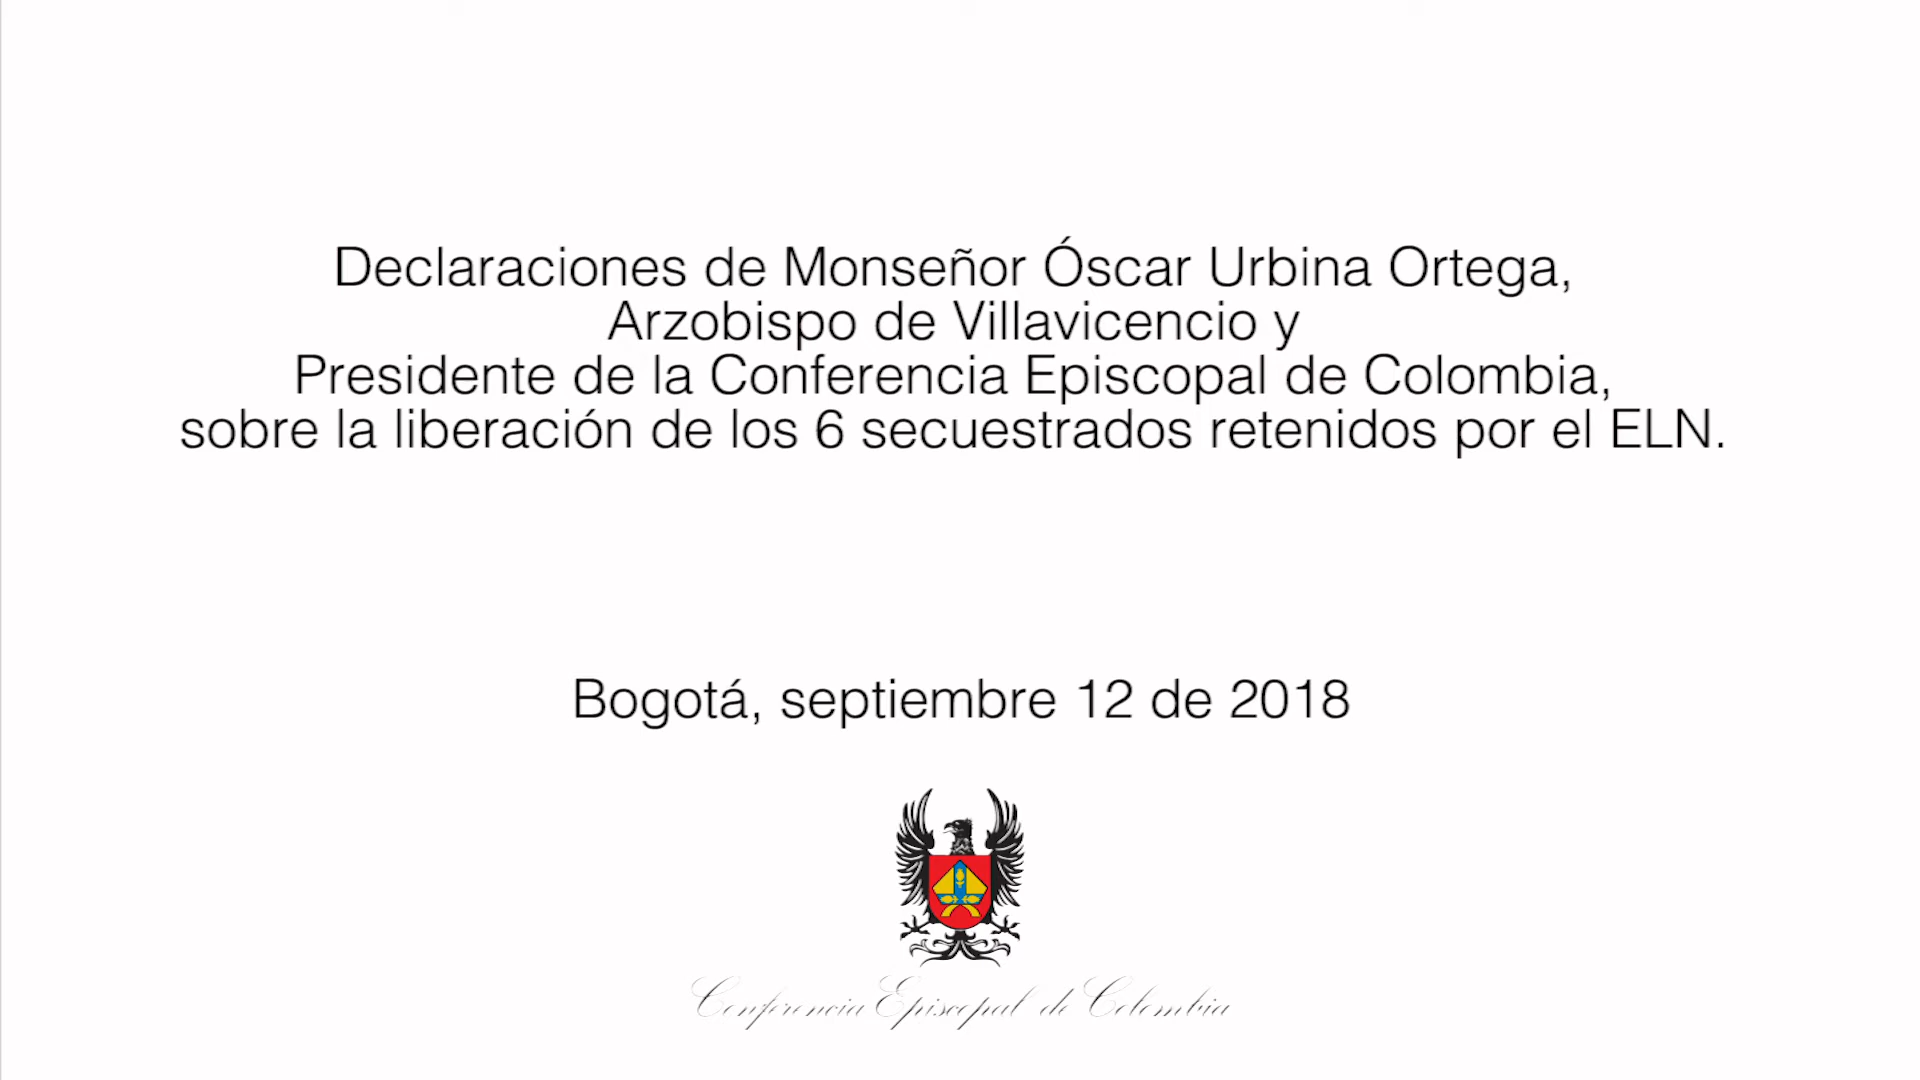 Declaraciones de Monseñor Óscar Urbina Ortega,
Arzobispo de Villavicencio y
Presidente de la Conferencia Episcopal de Colombia,
sobre la liberación de los 6 secuestrados retenidos por el ELN.
Bogotá, septiembre 12 de 2018
Conferencia Episcopal de Colombia